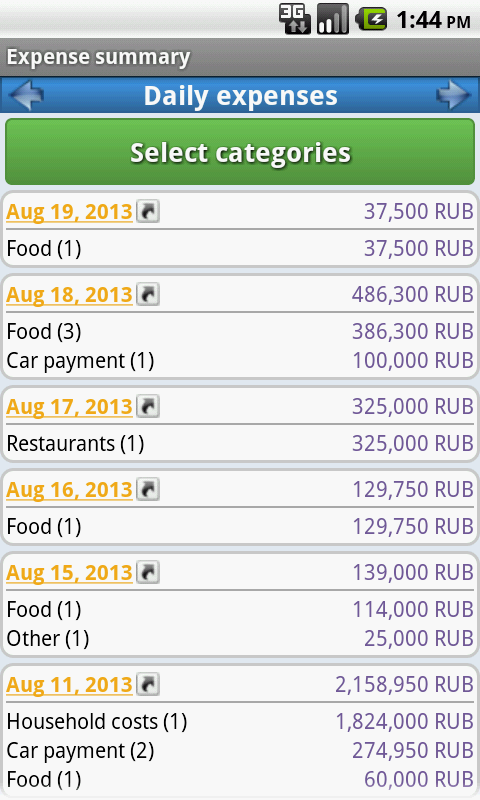 3G 1:44 PM
Expense summary
Daily expenses
Select categories
Aug 19, 2013 37,500 RUB
Food (1) 37,500 RUB
Aug 18, 2013 486,300 RUB
Food (3) 386,300 RUB
Car payment (1) 100,000 RUB
Aug 17, 2013 325,000 RUB
Restaurants (1) 325,000 RUB
Aug 16, 2013 129,750 RUB
Food (1) 129,750 RUB
Aug 15, 2013 139,000 RUB
Food (1) 114,000 RUB
Other (1) 25,000 RUB
Aug 11, 2013 2,158,950 RUB
Household costs (1) 1,824,000 RUB
Car payment (2) 274,950 RUB
Food (1) 60,000 RUB